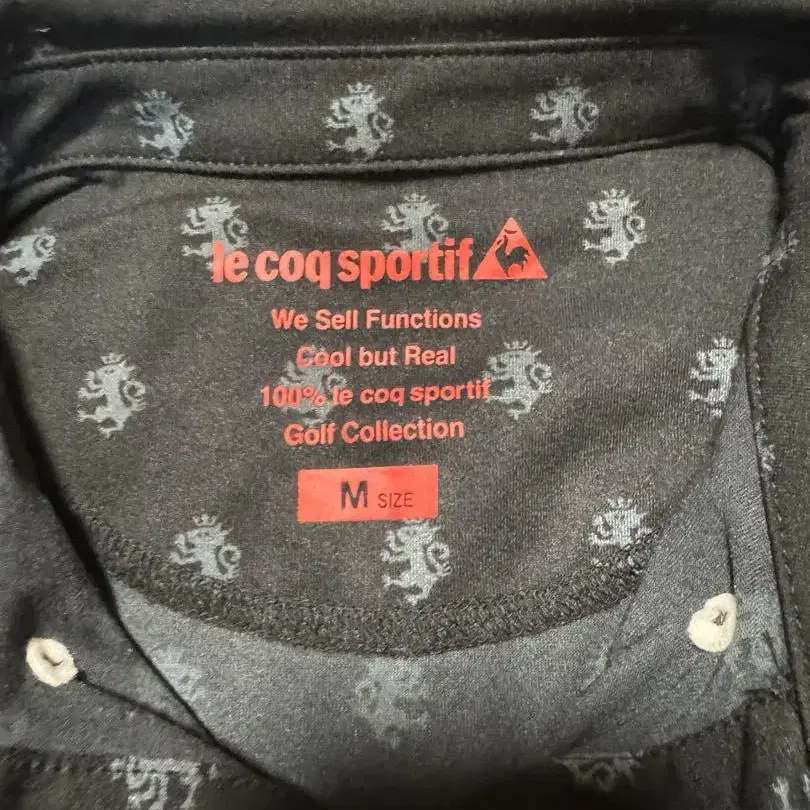 le coq sportif
We Sell Functions
Cool but Real
100% le coq sportif
Golf Collection
M SIZE